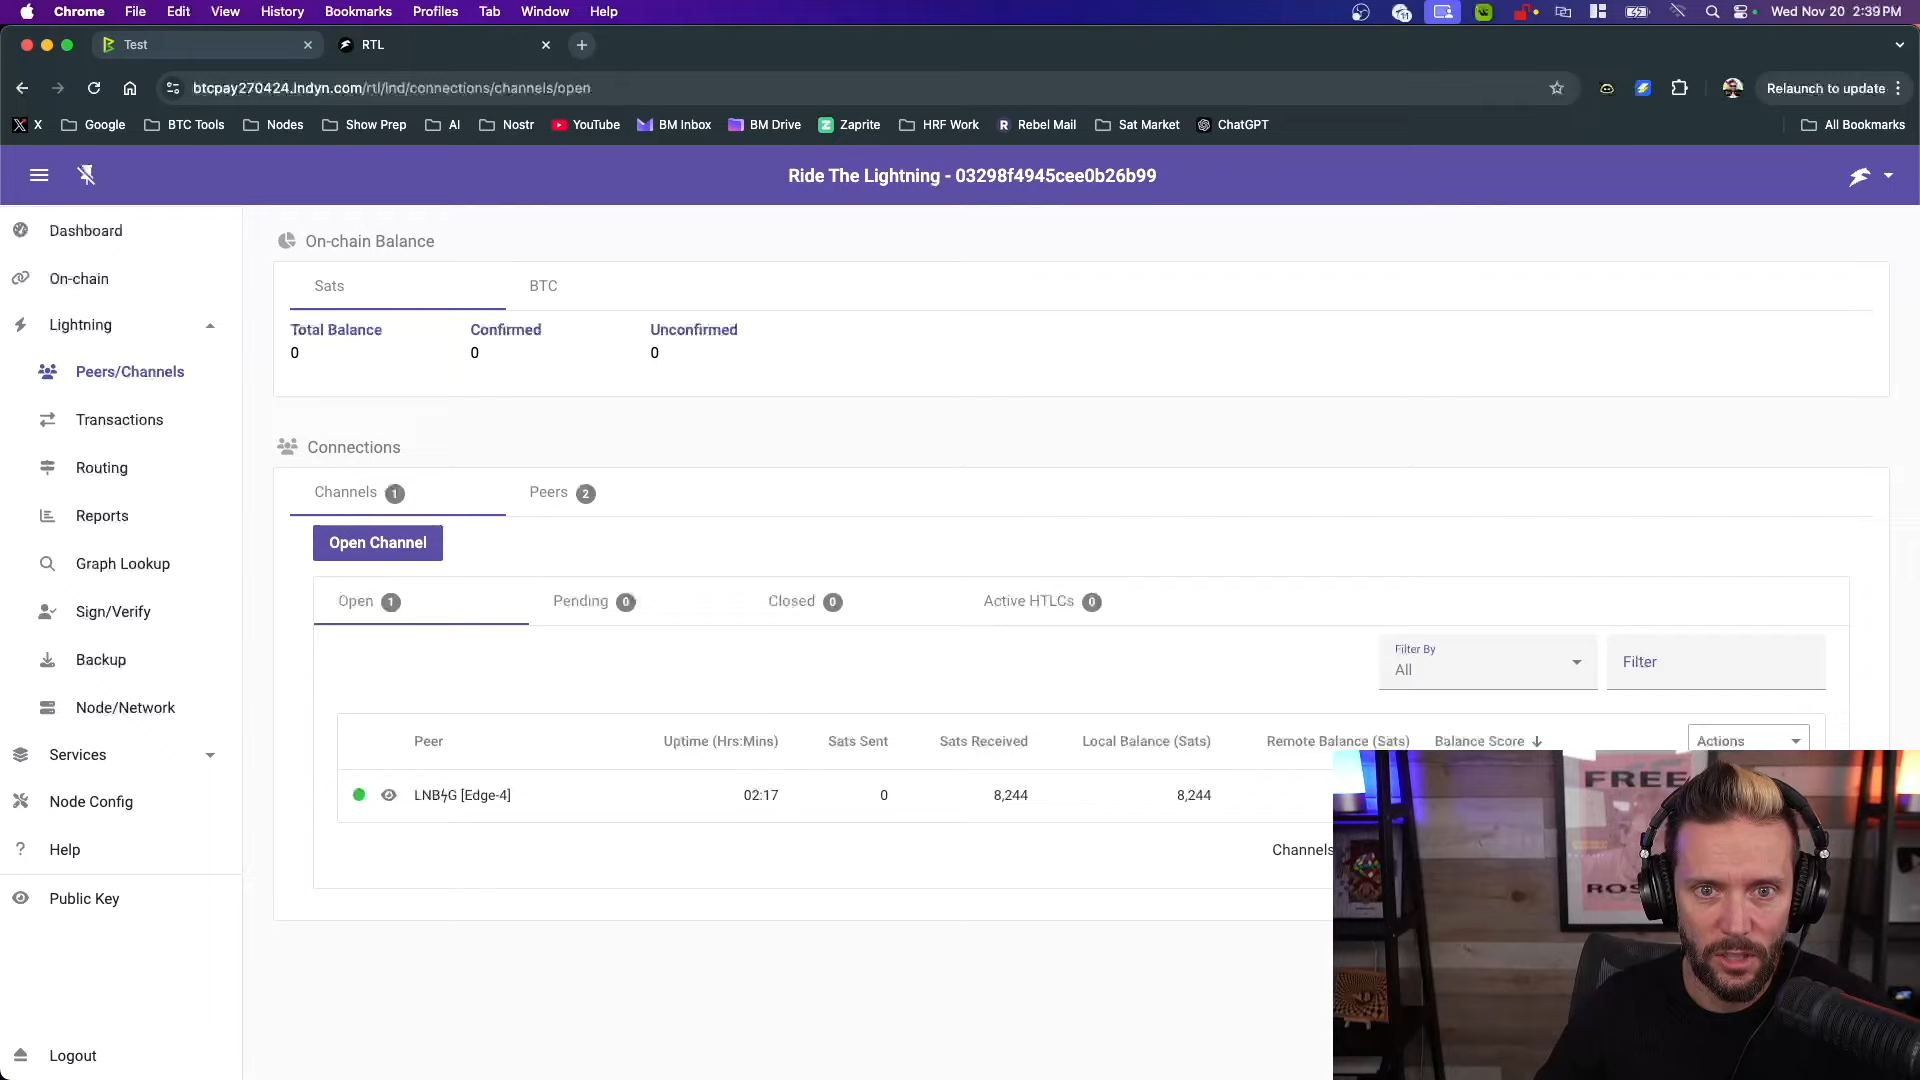 Chrome File Edit View History Bookmarks Profiles Tab Window Help 11 Wed Nov 20 2:39 PM
Test RTL
btcpay270424.lndyn.com/rtl/lnd/connections/channels/open Relaunch to update
X Google BTC Tools Nodes Show Prep AI Nostr YouTube BM Inbox BM Drive Zaprite HRF Work R Rebel Mail Sat Market ChatGPT All Bookmarks
Ride The Lightning - 03298f4945cee0b26b99
Dashboard
On-chain
Lightning
Peers/Channels
Transactions
Routing
Reports
Graph Lookup
Sign/Verify
Backup
Node/Network
Services
Node Config
Help
Public Key
Logout
On-chain Balance
Sats BTC
Total Balance Confirmed Unconfirmed
0 0 0
Connections
Channels 1 Peers 2
Open Channel
Open 1 Pending 0 Closed 0 Active HTLCs 0
Filter By
All
Filter
Peer Uptime (Hrs:Mins) Sats Sent Sats Received Local Balance (Sats) Remote Balance (Sats) Balance Score Actions
LNBϟG [Edge-4] 02:17 0 8,244 8,244
Channels
FREE
ROS